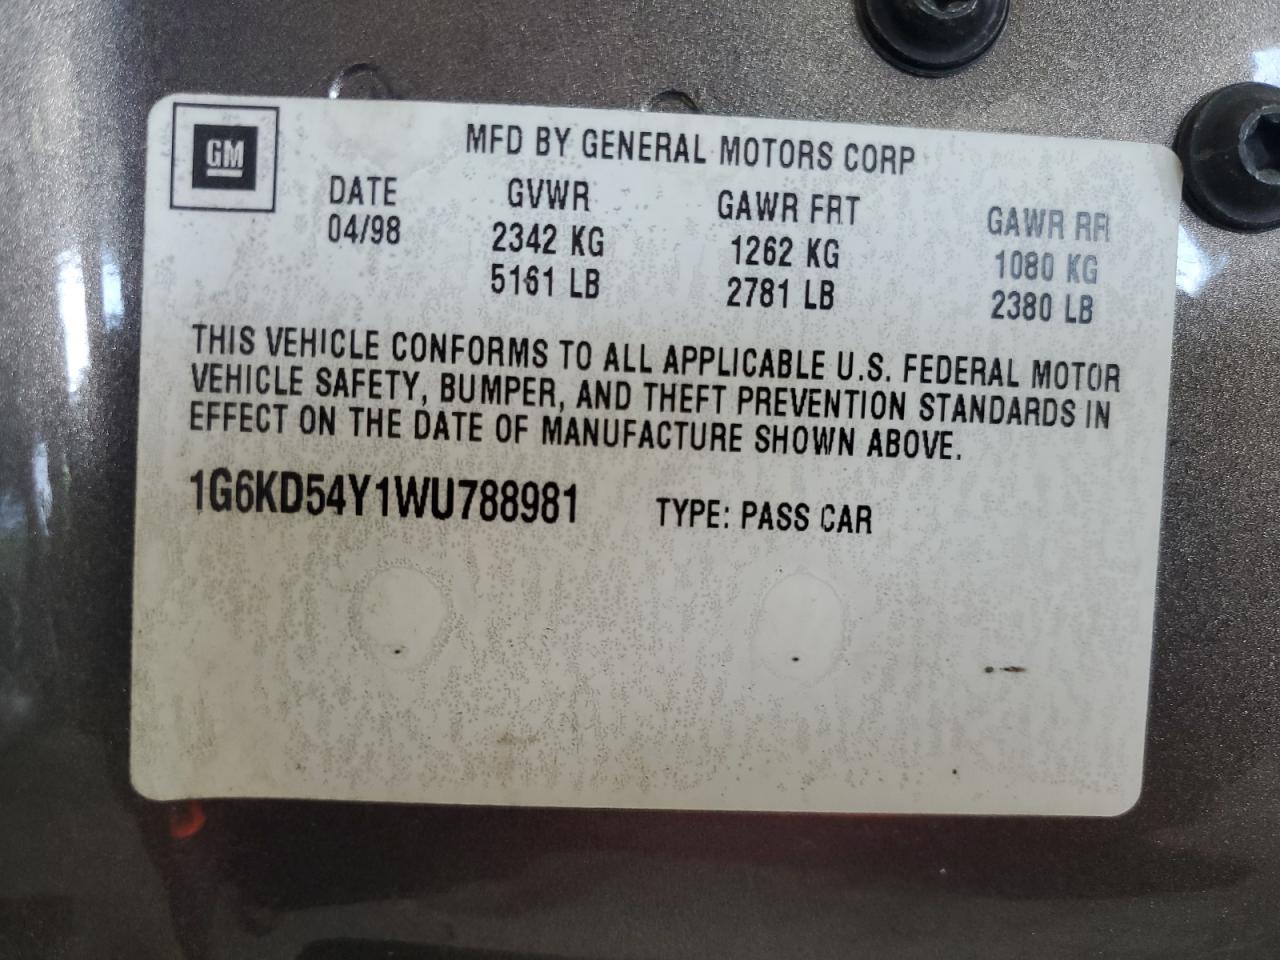 GM
MFD BY GENERAL MOTORS CORP
DATE GVWR GAWR FRT GAWR RR
04/98 2342 KG 1262 KG 1080 KG
5161 LB 2781 LB 2380 LB
THIS VEHICLE CONFORMS TO ALL APPLICABLE U.S. FEDERAL MOTOR
VEHICLE SAFETY, BUMPER, AND THEFT PREVENTION STANDARDS IN
EFFECT ON THE DATE OF MANUFACTURE SHOWN ABOVE.
1G6KD54Y1WU788981 TYPE: PASS CAR